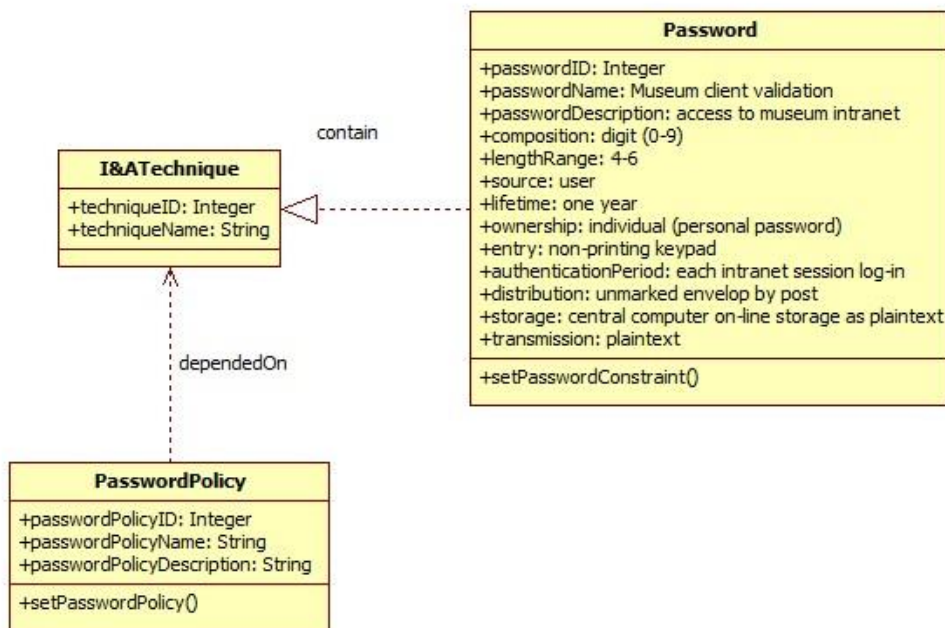 Password
+passwordID: Integer
+passwordName: Museum client validation
+passwordDescription: access to museum intranet
+composition: digit (0-9)
+lengthRange: 4-6
+source: user
+lifetime: one year
+ownership: individual (personal password)
+entry: non-printing keypad
+authenticationPeriod: each intranet session log-in
+distribution: unmarked envelop by post
+storage: central computer on-line storage as plaintext
+transmission: plaintext
+setPasswordConstraint()
contain
I&ATechnique
+techniqueID: Integer
+techniqueName: String
dependedOn
PasswordPolicy
+passwordPolicyID: Integer
+passwordPolicyName: String
+passwordPolicyDescription: String
+setPasswordPolicy()